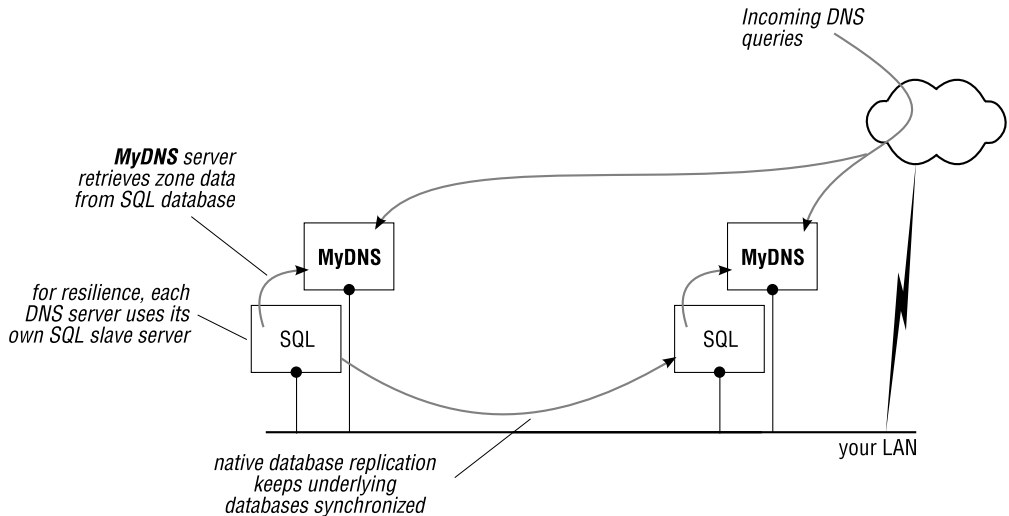 Incoming DNS
queries
MyDNS server
retrieves zone data
from SQL database
MyDNS
MyDNS
for resilience, each
DNS server uses its
own SQL slave server
SQL
SQL
your LAN
native database replication
keeps underlying
databases synchronized